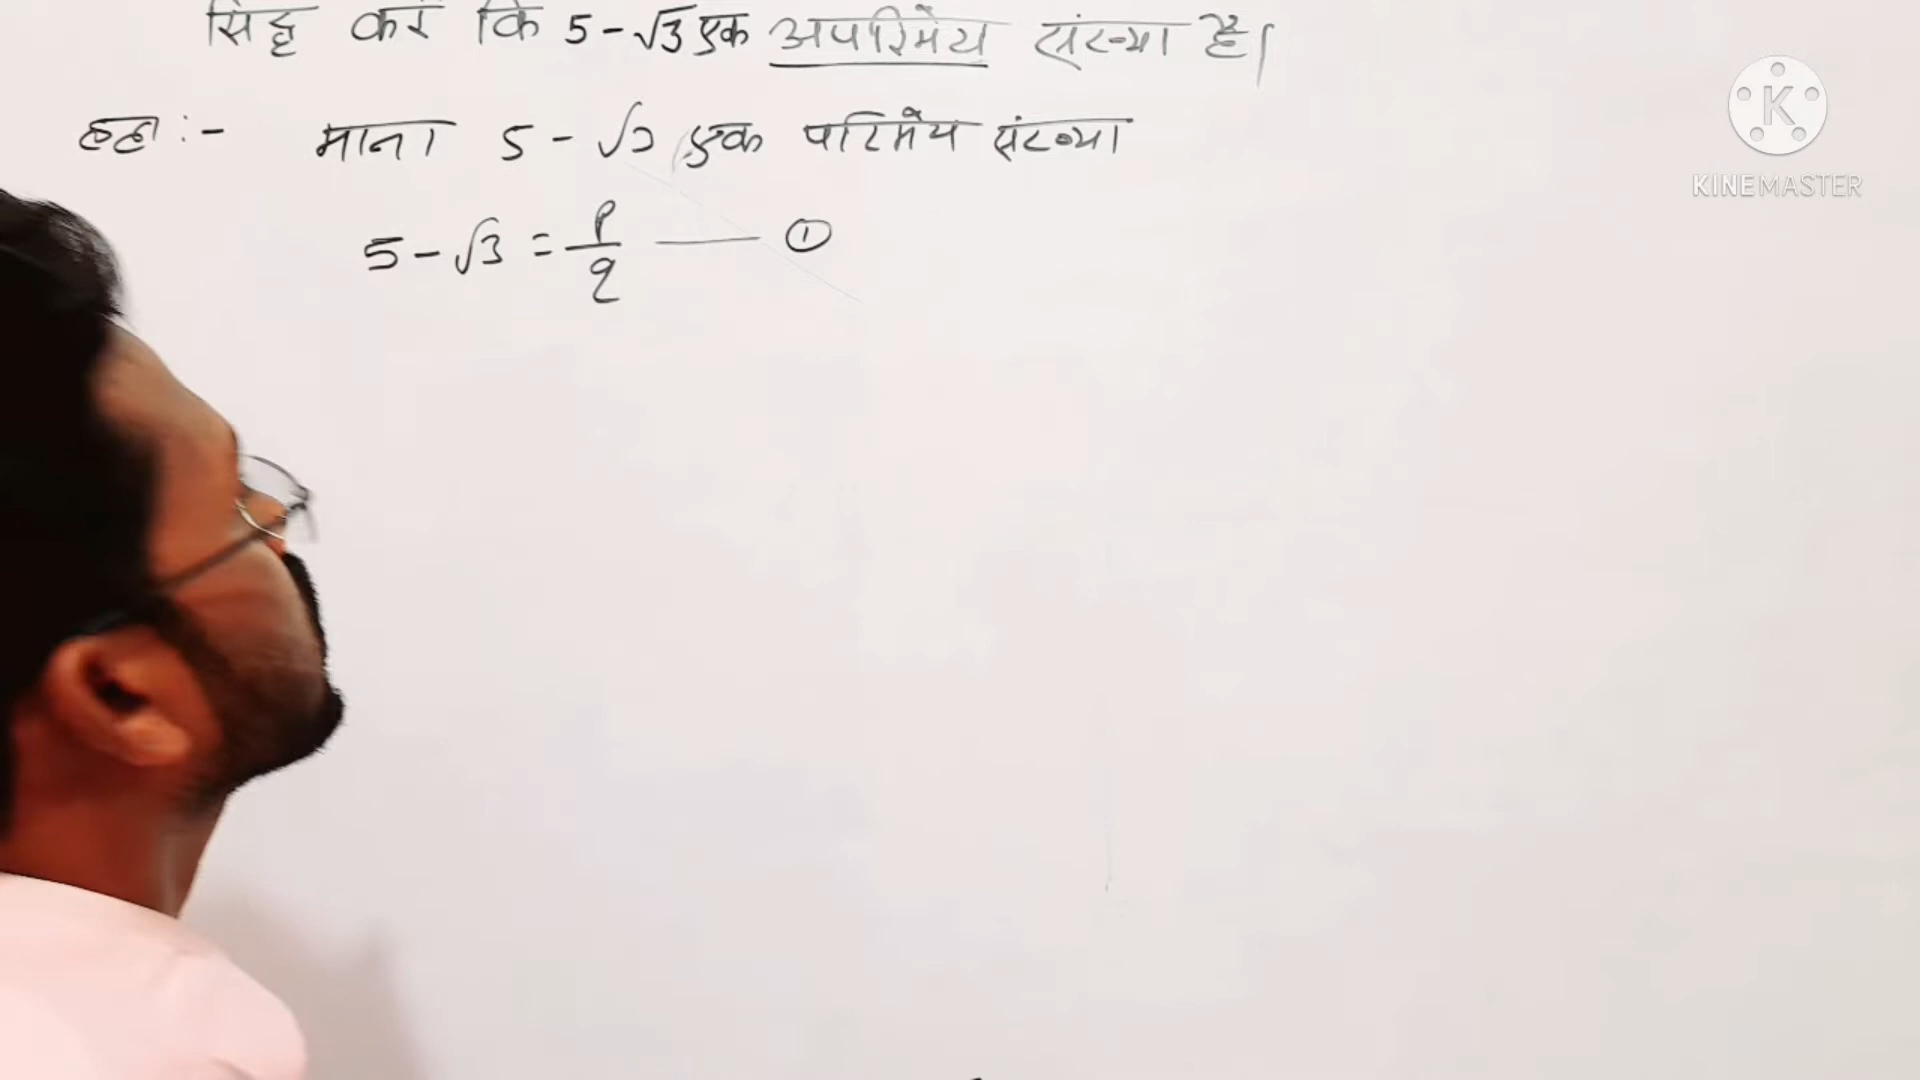 सिद्ध करें कि 5-√3 एक अपरिमेय संख्या है।
हल :- माना 5-√3 एक परिमेय संख्या
5-√3 = p/q —— ①
K
KINEMASTER